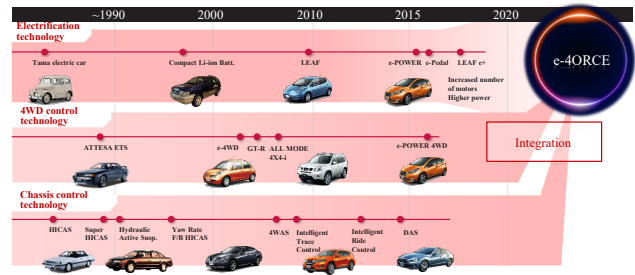 ~1990 2000 2010 2015 2020
Electrification
technology
Tama electric car
Compact Li-ion Batt.
LEAF
e-POWER e-Pedal LEAF e+
Increased number
of motors
Higher power
e-4ORCE
4WD control
technology
ATTESA ETS
e-4WD
GT-R
ALL MODE
4X4-i
e-POWER 4WD
Integration
Chassis control
technology
HICAS
Super
HICAS
Hydraulic
Active Susp.
Yaw Rate
F/B HICAS
4WAS
Intelligent
Trace
Control
Intelligent
Ride
Control
DAS